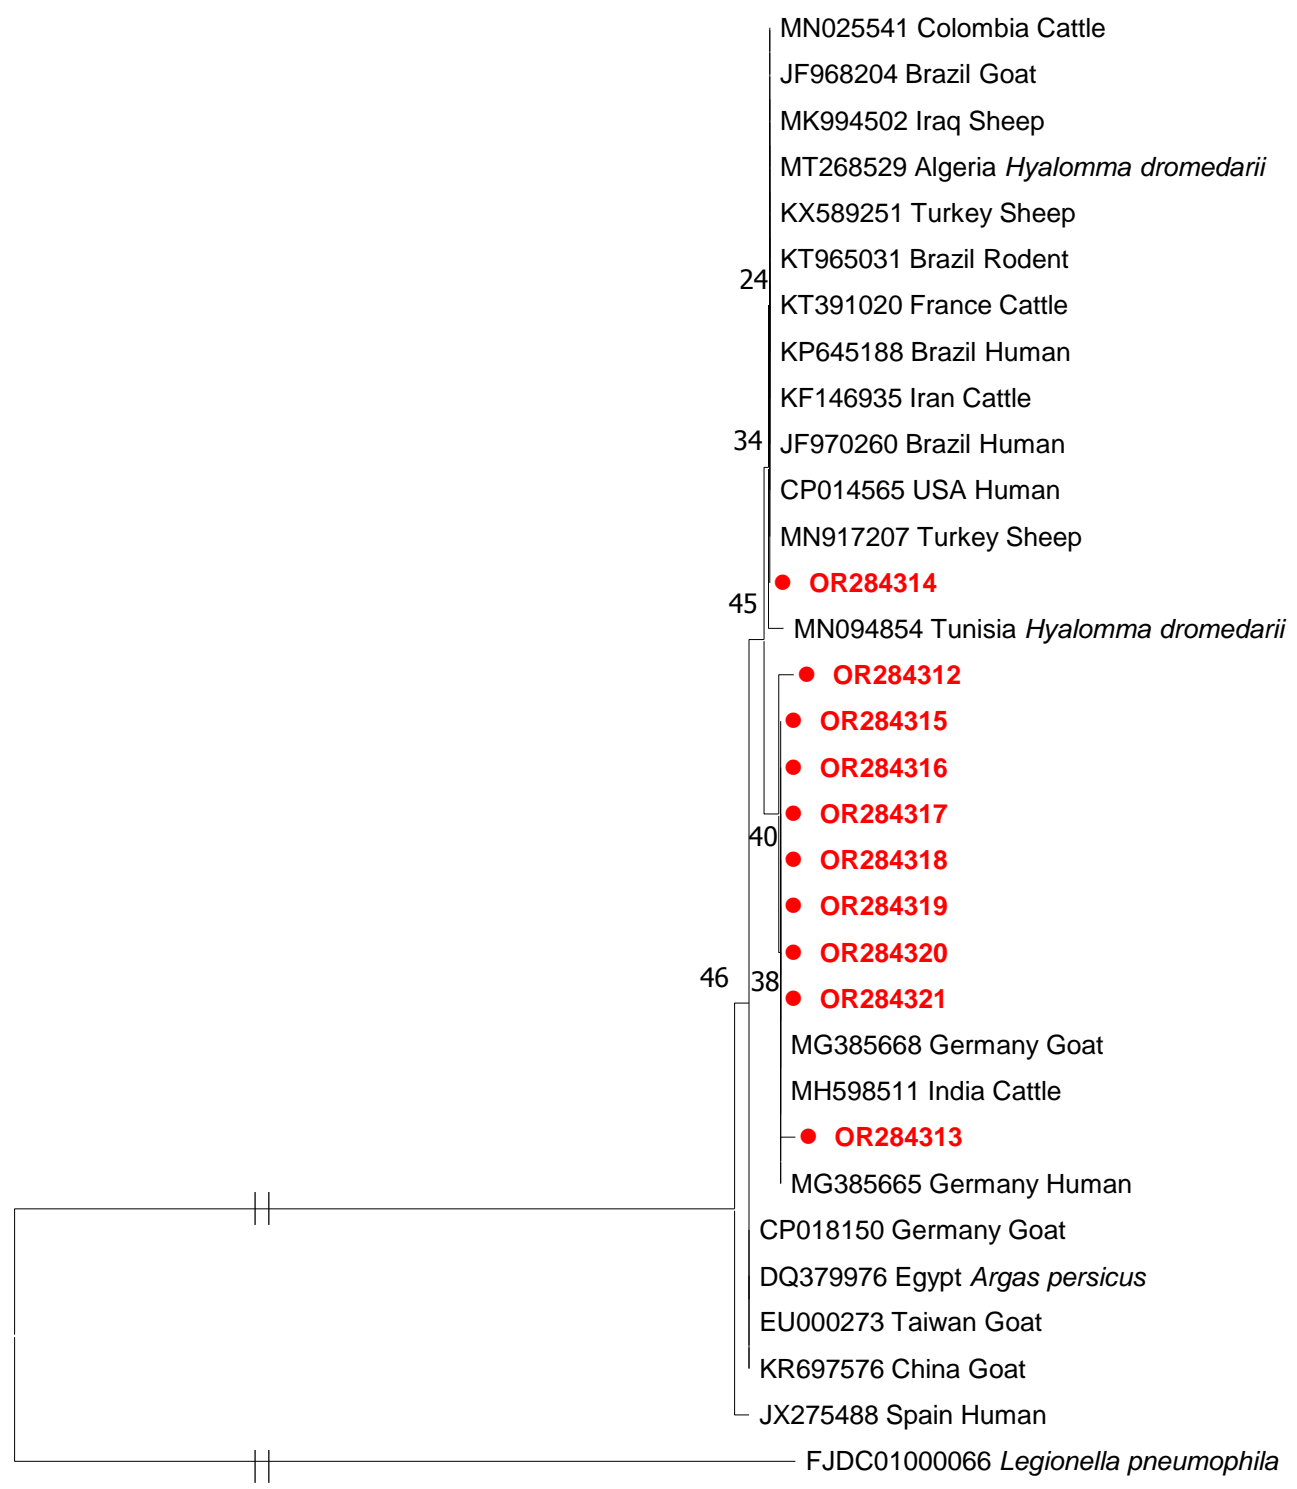 MN025541 Colombia Cattle
JF968204 Brazil Goat
MK994502 Iraq Sheep
MT268529 Algeria Hyalomma dromedarii
KX589251 Turkey Sheep
KT965031 Brazil Rodent
24
KT391020 France Cattle
KP645188 Brazil Human
KF146935 Iran Cattle
34
JF970260 Brazil Human
CP014565 USA Human
MN917207 Turkey Sheep
OR284314
45
MN094854 Tunisia Hyalomma dromedarii
OR284312
OR284315
OR284316
OR284317
40
OR284318
OR284319
OR284320
46
38
OR284321
MG385668 Germany Goat
MH598511 India Cattle
OR284313
MG385665 Germany Human
CP018150 Germany Goat
DQ379976 Egypt Argas persicus
EU000273 Taiwan Goat
KR697576 China Goat
JX275488 Spain Human
FJDC01000066 Legionella pneumophila